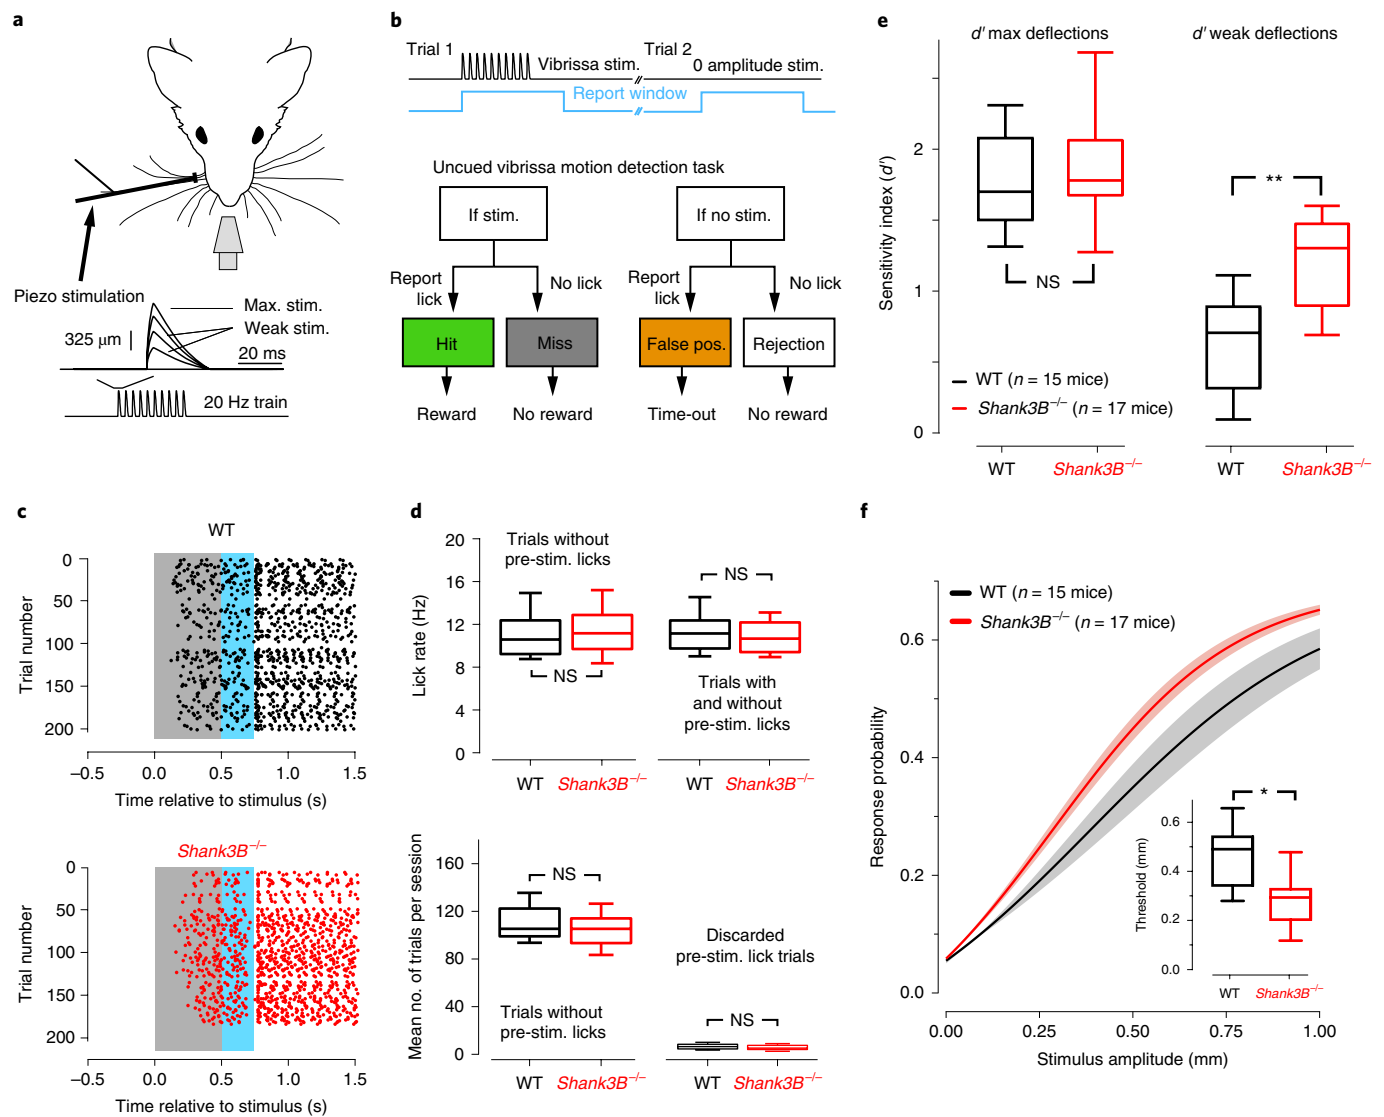 a
Piezo stimulation
Max. stim.
Weak stim.
325 μm
20 ms
20 Hz train
b
Trial 1
Vibrissa stim.
Trial 2
0 amplitude stim.
Report window
Uncued vibrissa motion detection task
If stim.
If no stim.
Report
lick
No lick
Report
lick
No lick
Hit
Miss
False pos.
Rejection
Reward
No reward
Time-out
No reward
c
WT
0
50
100
150
200
Trial number
–0.5
0.0
0.5
1.0
1.5
Time relative to stimulus (s)
Shank3B–/–
0
50
100
150
200
Trial number
–0.5
0.0
0.5
1.0
1.5
Time relative to stimulus (s)
d
20
16
12
8
4
0
Lick rate (Hz)
Trials without
pre-stim. licks
NS
NS
Trials with
and without
pre-stim. licks
WT
Shank3B–/–
WT
Shank3B–/–
160
120
80
40
0
Mean no. of trials per session
NS
Trials without
pre-stim. licks
Discarded
pre-stim. lick trials
NS
WT
Shank3B–/–
WT
Shank3B–/–
e
d′ max deflections
d′ weak deflections
2
1
0
Sensitivity index (d′)
NS
**
WT (n = 15 mice)
Shank3B–/– (n = 17 mice)
WT
Shank3B–/–
WT
Shank3B–/–
f
WT (n = 15 mice)
Shank3B–/– (n = 17 mice)
0.6
0.4
0.2
0.0
Response probability
*
0.6
0.4
0.2
0.0
Threshold (mm)
WT
Shank3B–/–
0.00
0.25
0.50
0.75
1.00
Stimulus amplitude (mm)